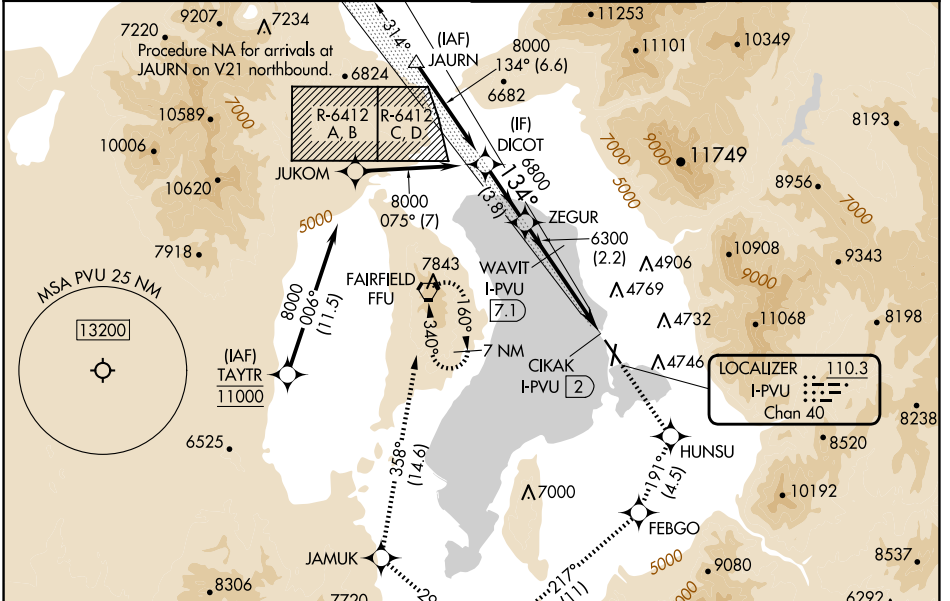 11253
9207
7234
7220
(IAF)
JAURN
8000
134° (6.6)
11101
10349
314°
Procedure NA for arrivals at
JAURN on V21 northbound.
6824
6682
7000
10589
R-6412
A, B
R-6412
C, D
(IF)
DICOT
8193
10006
7000
9000
11749
JUKOM
6800
134°
(3.8)
10620
8000
075° (7)
5000
8956
7000
5000
ZEGUR
6300
(2.2)
7918
10908
9343
4906
MSA PVU 25 NM
8000
006°
(11.5)
FAIRFIELD
FFU
7843
WAVIT
I-PVU
7.1
9000
4769
13200
160°
340°
4732
11068
8198
7 NM
(IAF)
TAYTR
11000
CIKAK
I-PVU
2
4746
LOCALIZER
110.3
I-PVU
Chan 40
8238
6525
8520
358°
(14.6)
HUNSU
191°
(4.5)
7000
10192
FEBGO
JAMUK
5000
8537
9080
217°
(11)
8306
7720
29
9000
6292